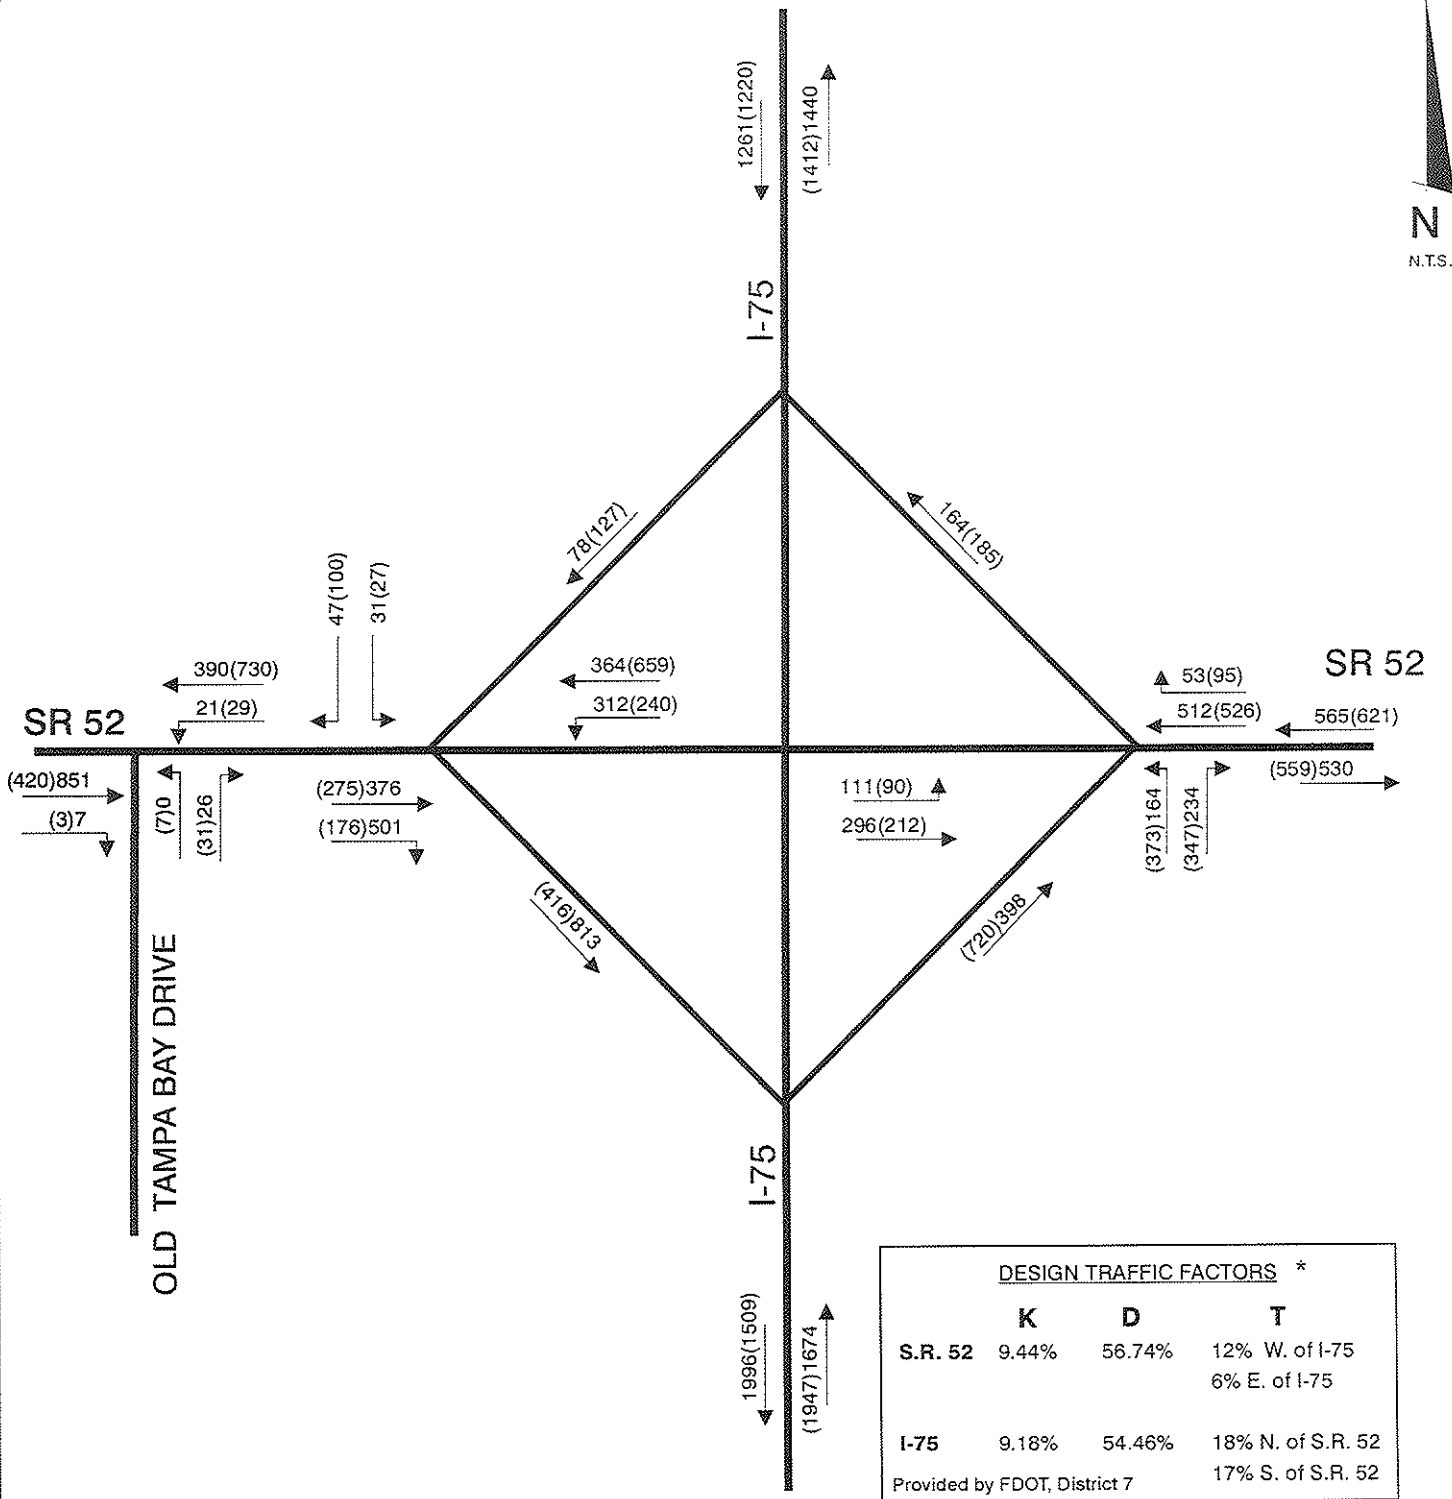 1261(1220)
(1412)1440
N
N.T.S.
I-75
78(127)
164(185)
47(100)
31(27)
390(730)
21(29)
364(659)
312(240)
53(95)
512(526)
SR 52
565(621)
SR 52
(420)851
(3)7
(7)0
(31)26
(275)376
(176)501
111(90)
296(212)
(373)164
(347)234
(559)530
(416)813
(720)398
OLD TAMPA BAY DRIVE
I-75
1996(1509)
(1947)1674
DESIGN TRAFFIC FACTORS *
K D T
S.R. 52 9.44% 56.74% 12% W. of I-75
6% E. of I-75
I-75 9.18% 54.46% 18% N. of S.R. 52
17% S. of S.R. 52
Provided by FDOT, District 7